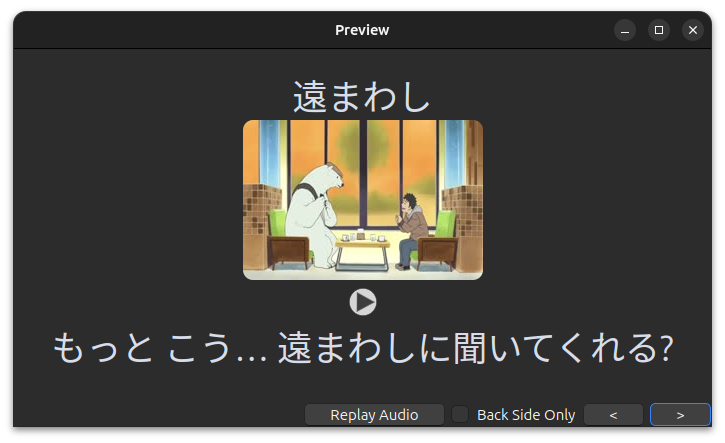 Preview
遠まわし
もっと こう… 遠まわしに聞いてくれる?
Replay Audio
Back Side Only
<
>